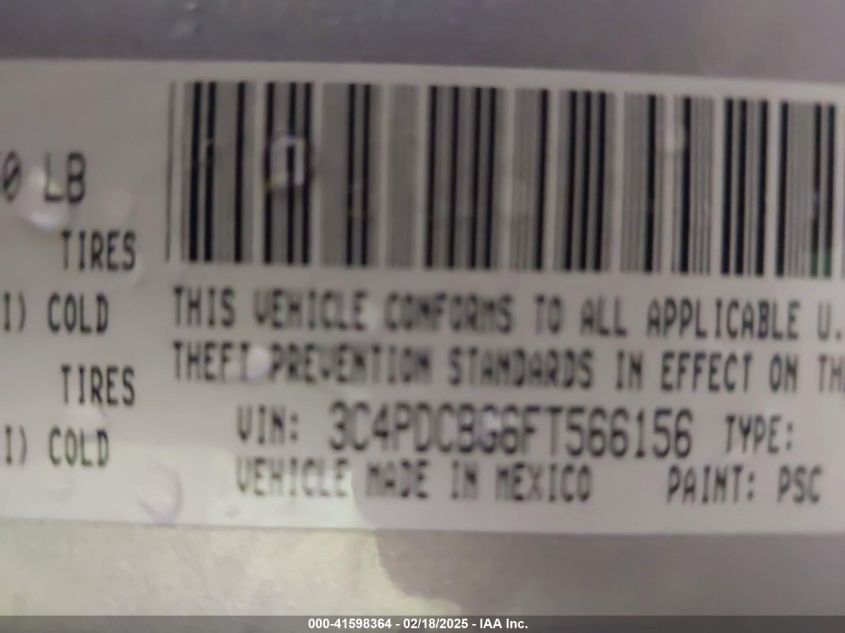 0 LB
TIRES
I) COLD
TIRES
I) COLD
THIS VEHICLE CONFORMS TO ALL APPLICABLE U.
THEFT PREVENTION STANDARDS IN EFFECT ON TH
VIN: 3C4PDCBG6FT566156 TYPE:
VEHICLE MADE IN MEXICO PAINT: PSC
000-41598364 - 02/18/2025 - IAA Inc.